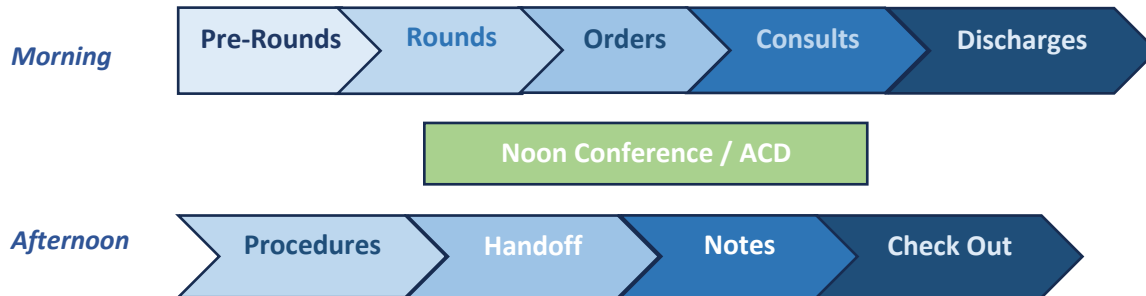 Morning
Pre-Rounds
Rounds
Orders
Consults
Discharges
Noon Conference / ACD
Afternoon
Procedures
Handoff
Notes
Check Out